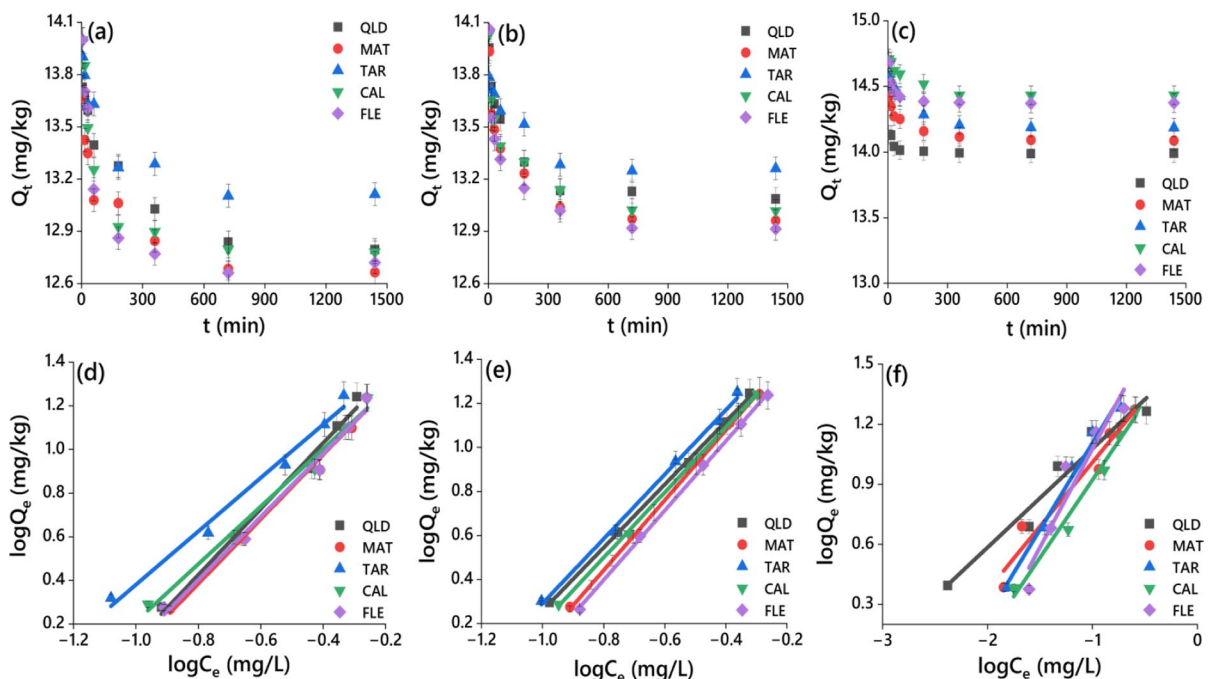 (a)
QLD
MAT
TAR
CAL
FLE
14.1
13.8
13.5
13.2
12.9
12.6
Qt (mg/kg)
0 300 600 900 1200 1500
t (min)
(b)
QLD
MAT
TAR
CAL
FLE
14.1
13.8
13.5
13.2
12.9
12.6
Qt (mg/kg)
0 300 600 900 1200 1500
t (min)
(c)
QLD
MAT
TAR
CAL
FLE
15.0
14.5
14.0
13.5
13.0
Qt (mg/kg)
0 300 600 900 1200 1500
t (min)
(d)
QLD
MAT
TAR
CAL
FLE
1.4
1.2
1.0
0.8
0.6
0.4
0.2
logQe (mg/kg)
−1.2 −1.0 −0.8 −0.6 −0.4 −0.2
logCe (mg/L)
(e)
QLD
MAT
TAR
CAL
FLE
1.4
1.2
1.0
0.8
0.6
0.4
0.2
logQe (mg/kg)
−1.2 −1.0 −0.8 −0.6 −0.4 −0.2
logCe (mg/L)
(f)
QLD
MAT
TAR
CAL
FLE
1.5
1.2
0.9
0.6
0.3
logQe (mg/kg)
−3 −2 −1 0
logCe (mg/L)